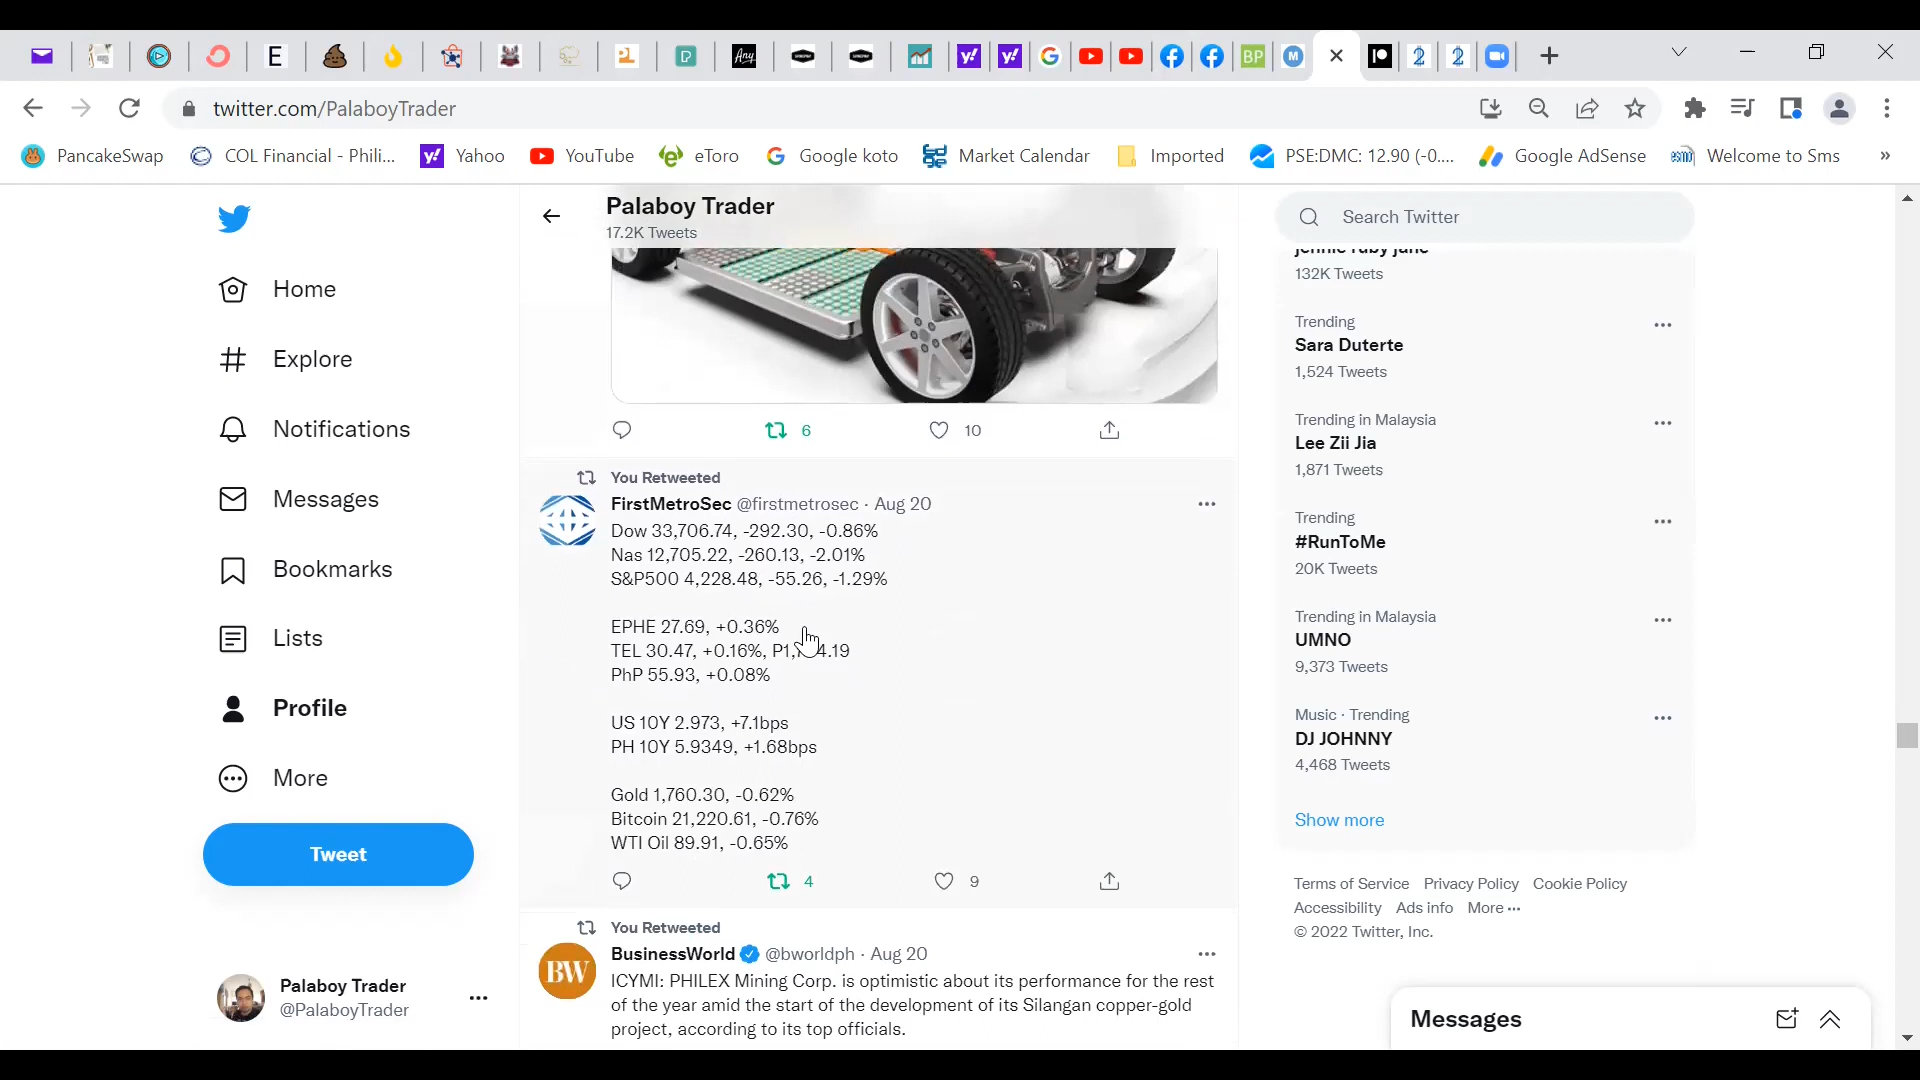 twitter.com/PalaboyTrader
PancakeSwap
COL Financial - Phili...
Yahoo
YouTube
eToro
Google koto
Market Calendar
Imported
PSE:DMC: 12.90 (-0....
Google AdSense
Welcome to Sms
»
Home
Explore
Notifications
Messages
Bookmarks
Lists
Profile
More
Tweet
Palaboy Trader
@PalaboyTrader
Palaboy Trader
17.2K Tweets
6
10
You Retweeted
FirstMetroSec @firstmetrosec · Aug 20
Dow 33,706.74, -292.30, -0.86%
Nas 12,705.22, -260.13, -2.01%
S&P500 4,228.48, -55.26, -1.29%
EPHE 27.69, +0.36%
TEL 30.47, +0.16%,
PhP 55.93, +0.08%
US 10Y 2.973, +7.1bps
PH 10Y 5.9349, +1.68bps
Gold 1,760.30, -0.62%
Bitcoin 21,220.61, -0.76%
WTI Oil 89.91, -0.65%
4
9
You Retweeted
BW
BusinessWorld @bworldph · Aug 20
ICYMI: PHILEX Mining Corp. is optimistic about its performance for the rest
of the year amid the start of the development of its Silangan copper-gold
project, according to its top officials.
Search Twitter
jennie ruby jane
132K Tweets
Trending
Sara Duterte
1,524 Tweets
Trending in Malaysia
Lee Zii Jia
1,871 Tweets
Trending
#RunToMe
20K Tweets
Trending in Malaysia
UMNO
9,373 Tweets
Music · Trending
DJ JOHNNY
4,468 Tweets
Show more
Terms of Service Privacy Policy Cookie Policy
Accessibility Ads info More ···
© 2022 Twitter, Inc.
Messages